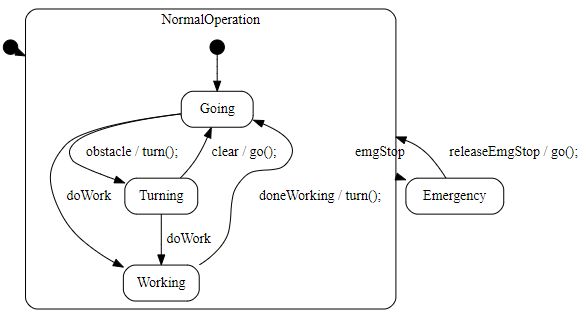 NormalOperation
Going
obstacle / turn();
clear / go();
emgStop
releaseEmgStop / go();
doWork
Turning
doneWorking / turn();
Emergency
doWork
Working